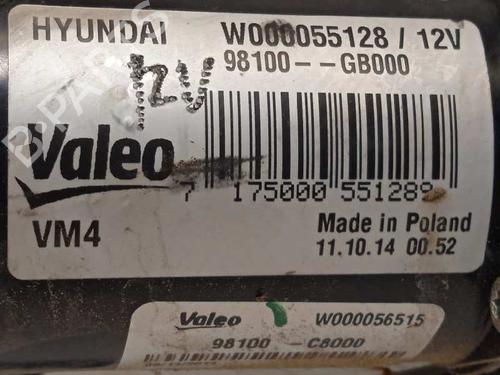 HYUNDAI W000055128 / 12V
98100--GB000
12V
Valeo
7 175000 551289
VM4
Made in Poland
11.10.14 00.52
Valeo W000056515
98100 -C8000